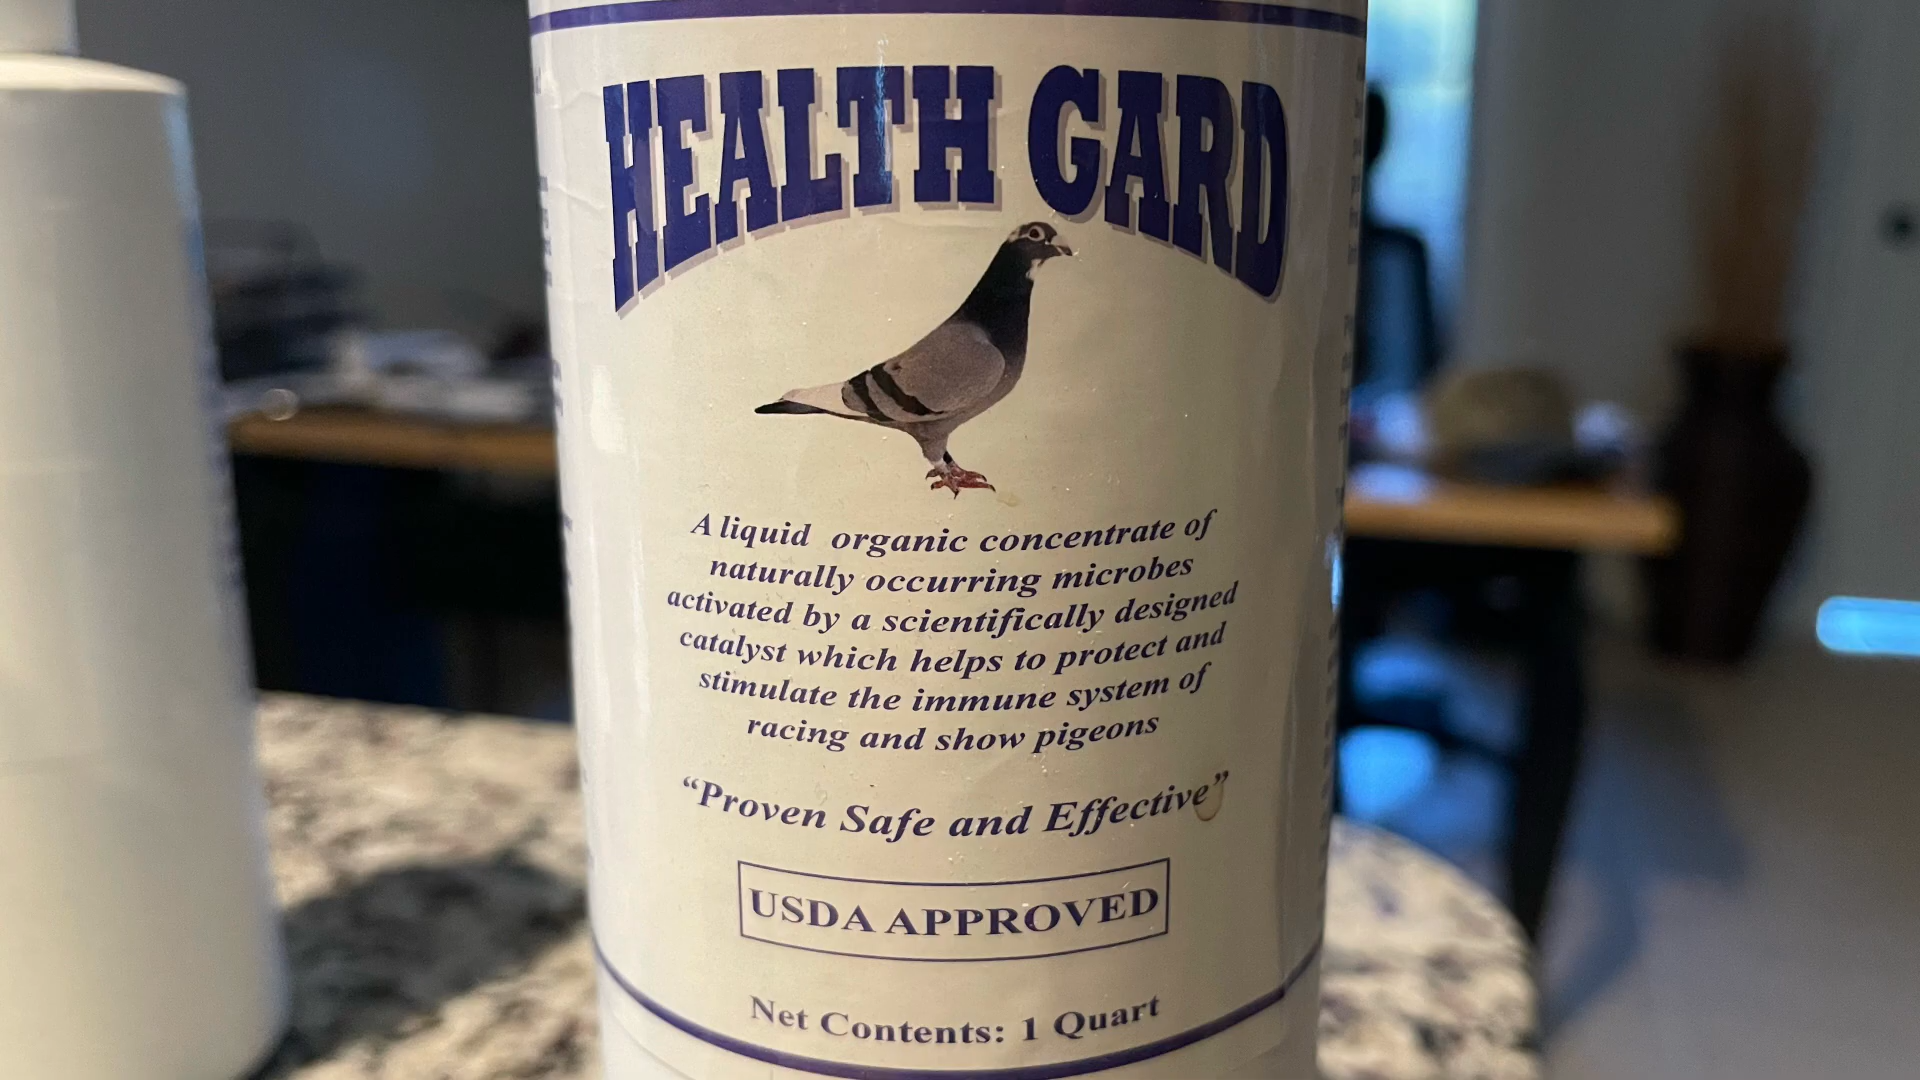 HEALTH GARD
A liquid organic concentrate of
naturally occurring microbes
activated by a scientifically designed
catalyst which helps to protect and
stimulate the immune system of
racing and show pigeons
“Proven Safe and Effective”
USDA APPROVED
Net Contents: 1 Quart